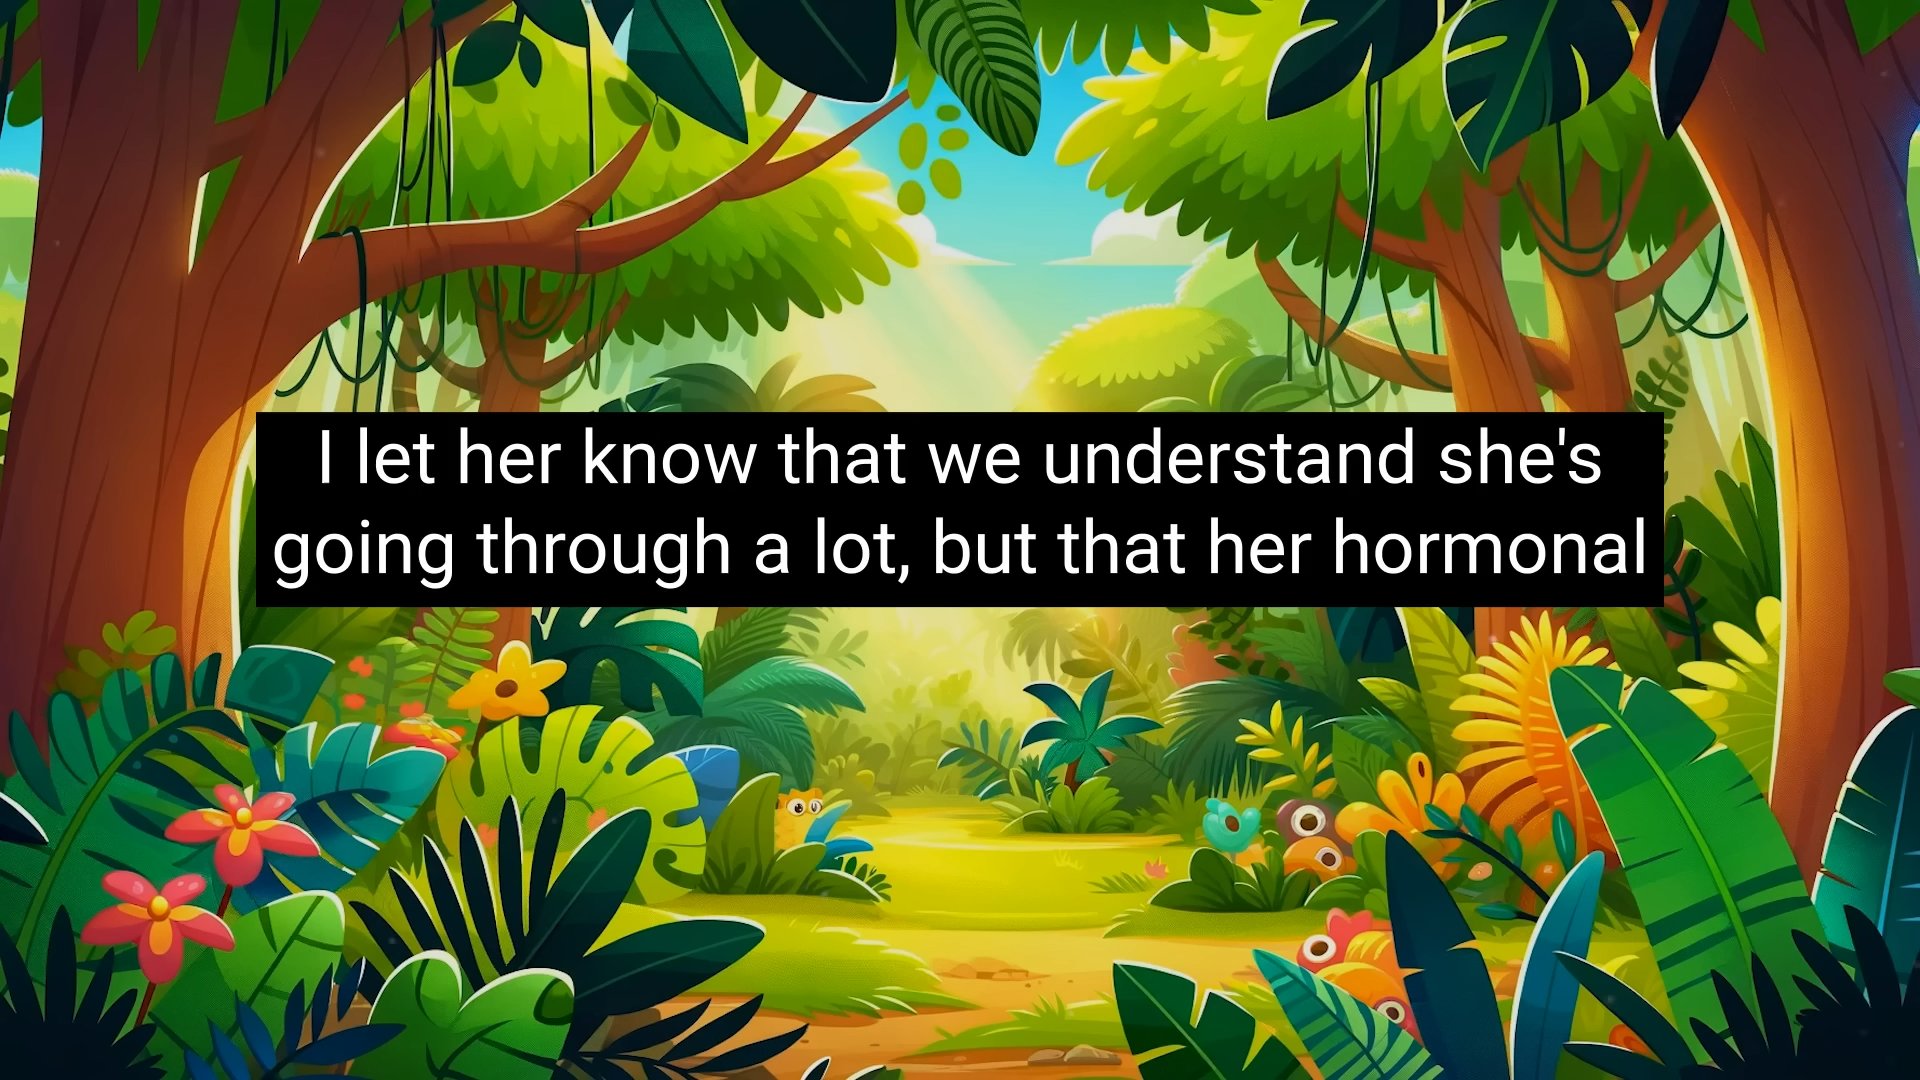 I let her know that we understand she's
going through a lot, but that her hormonal